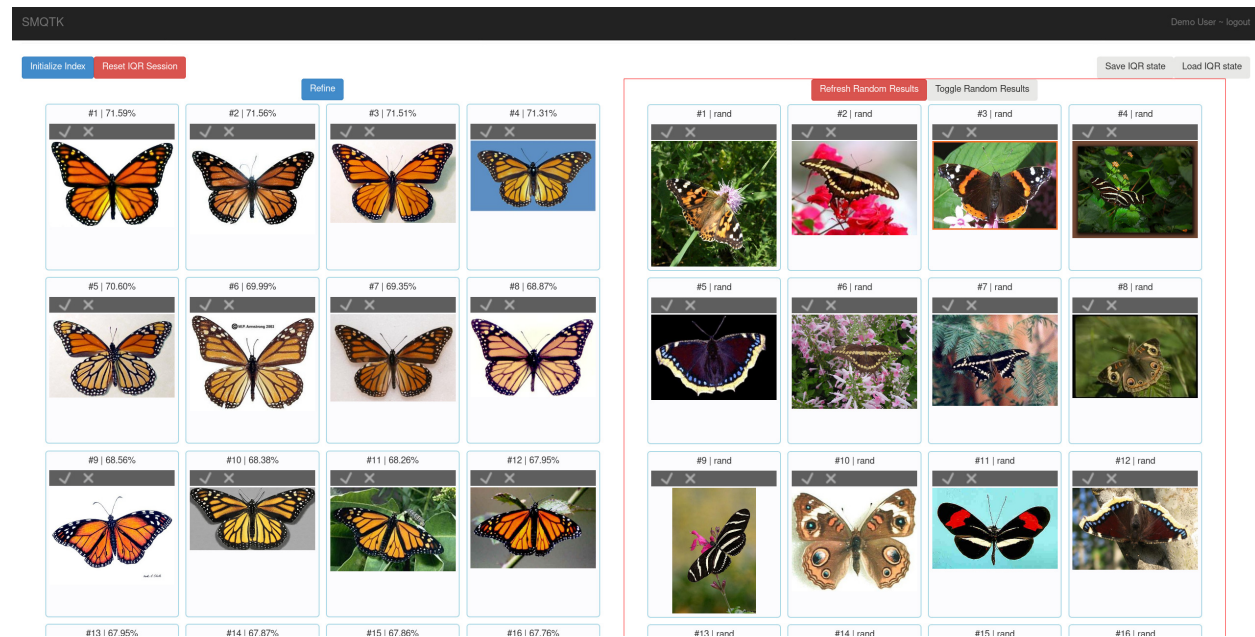 SMQTK
Demo User ~ logout
Initialize Index
Reset IQR Session
Save IQR state
Load IQR state
Refine
Refresh Random Results
Toggle Random Results
#1 | 71.59%
#2 | 71.56%
#3 | 71.51%
#4 | 71.31%
#1 | rand
#2 | rand
#3 | rand
#4 | rand
#5 | 70.60%
#6 | 69.99%
#7 | 69.35%
#8 | 68.87%
#5 | rand
#6 | rand
#7 | rand
#8 | rand
#9 | 68.56%
#10 | 68.38%
#11 | 68.26%
#12 | 67.95%
#9 | rand
#10 | rand
#11 | rand
#12 | rand
#13 | 67.95%
#14 | 67.87%
#15 | 67.86%
#16 | 67.76%
#13 | rand
#14 | rand
#15 | rand
#16 | rand